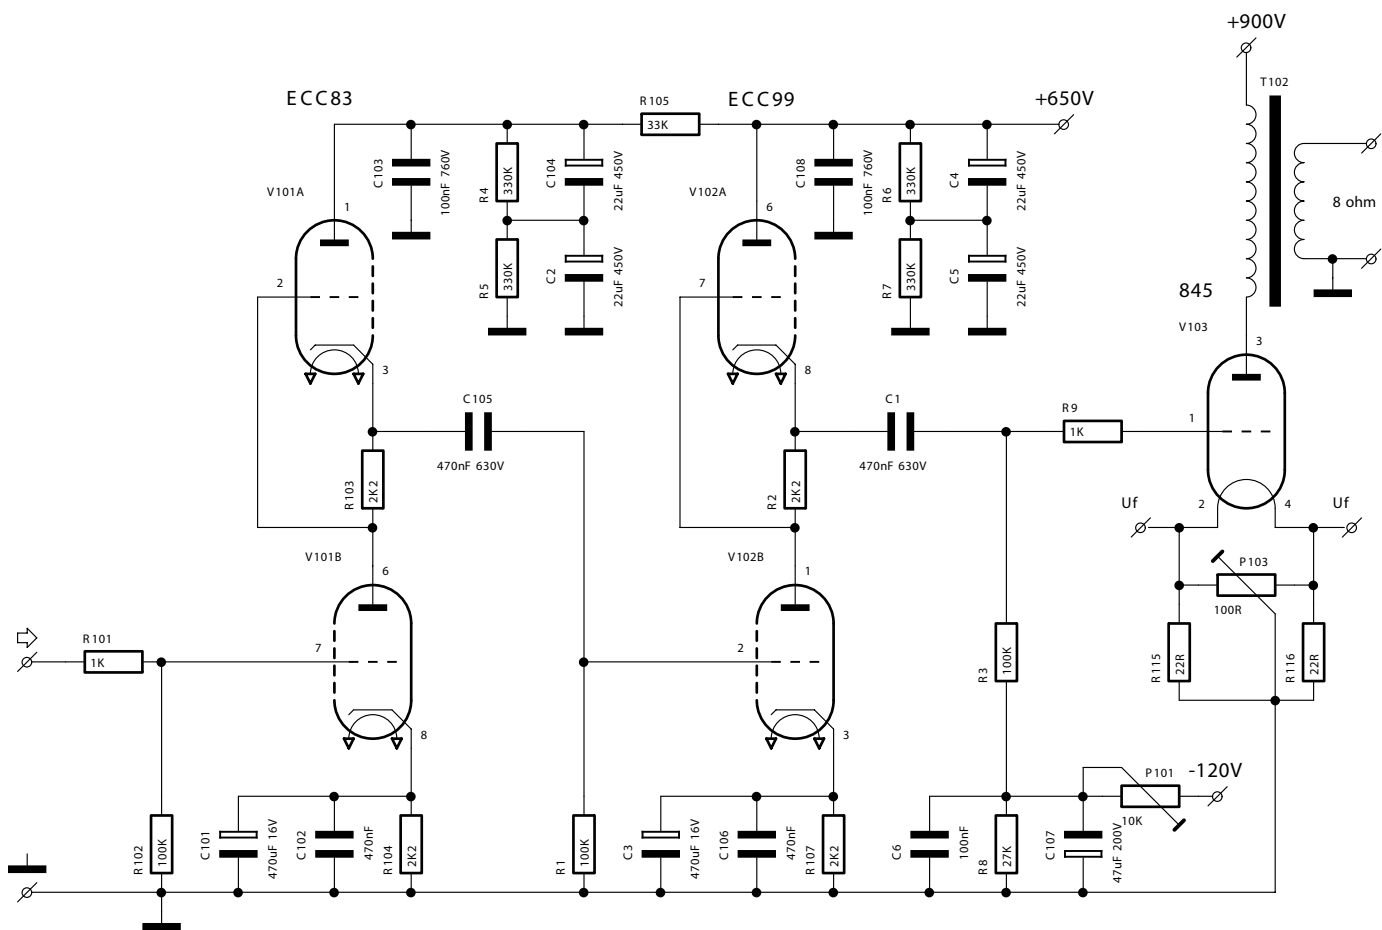 +900V
T102
ECC83
R105
33K
ECC99
+650V
C103
100nF 760V
R4
330K
C104
22uF 450V
C108
100nF 760V
R6
330K
C4
22uF 450V
V101A
1
V102A
6
8 ohm
2
R5
330K
C2
22uF 450V
7
R7
330K
C5
22uF 450V
845
V103
3
3
8
C105
C1
R9
1K
1
470nF 630V
470nF 630V
R103
2K2
R2
2K2
Uf
2
4
Uf
V101B
6
V102B
1
P103
100R
R101
1K
7
2
R3
100K
R115
22R
R116
22R
8
3
P101
-120V
10K
R102
100K
C101
470uF 16V
C102
470nF
R104
2K2
R1
100K
C3
470uF 16V
C106
470nF
R107
2K2
C6
100nF
R8
27K
C107
47uF 200V